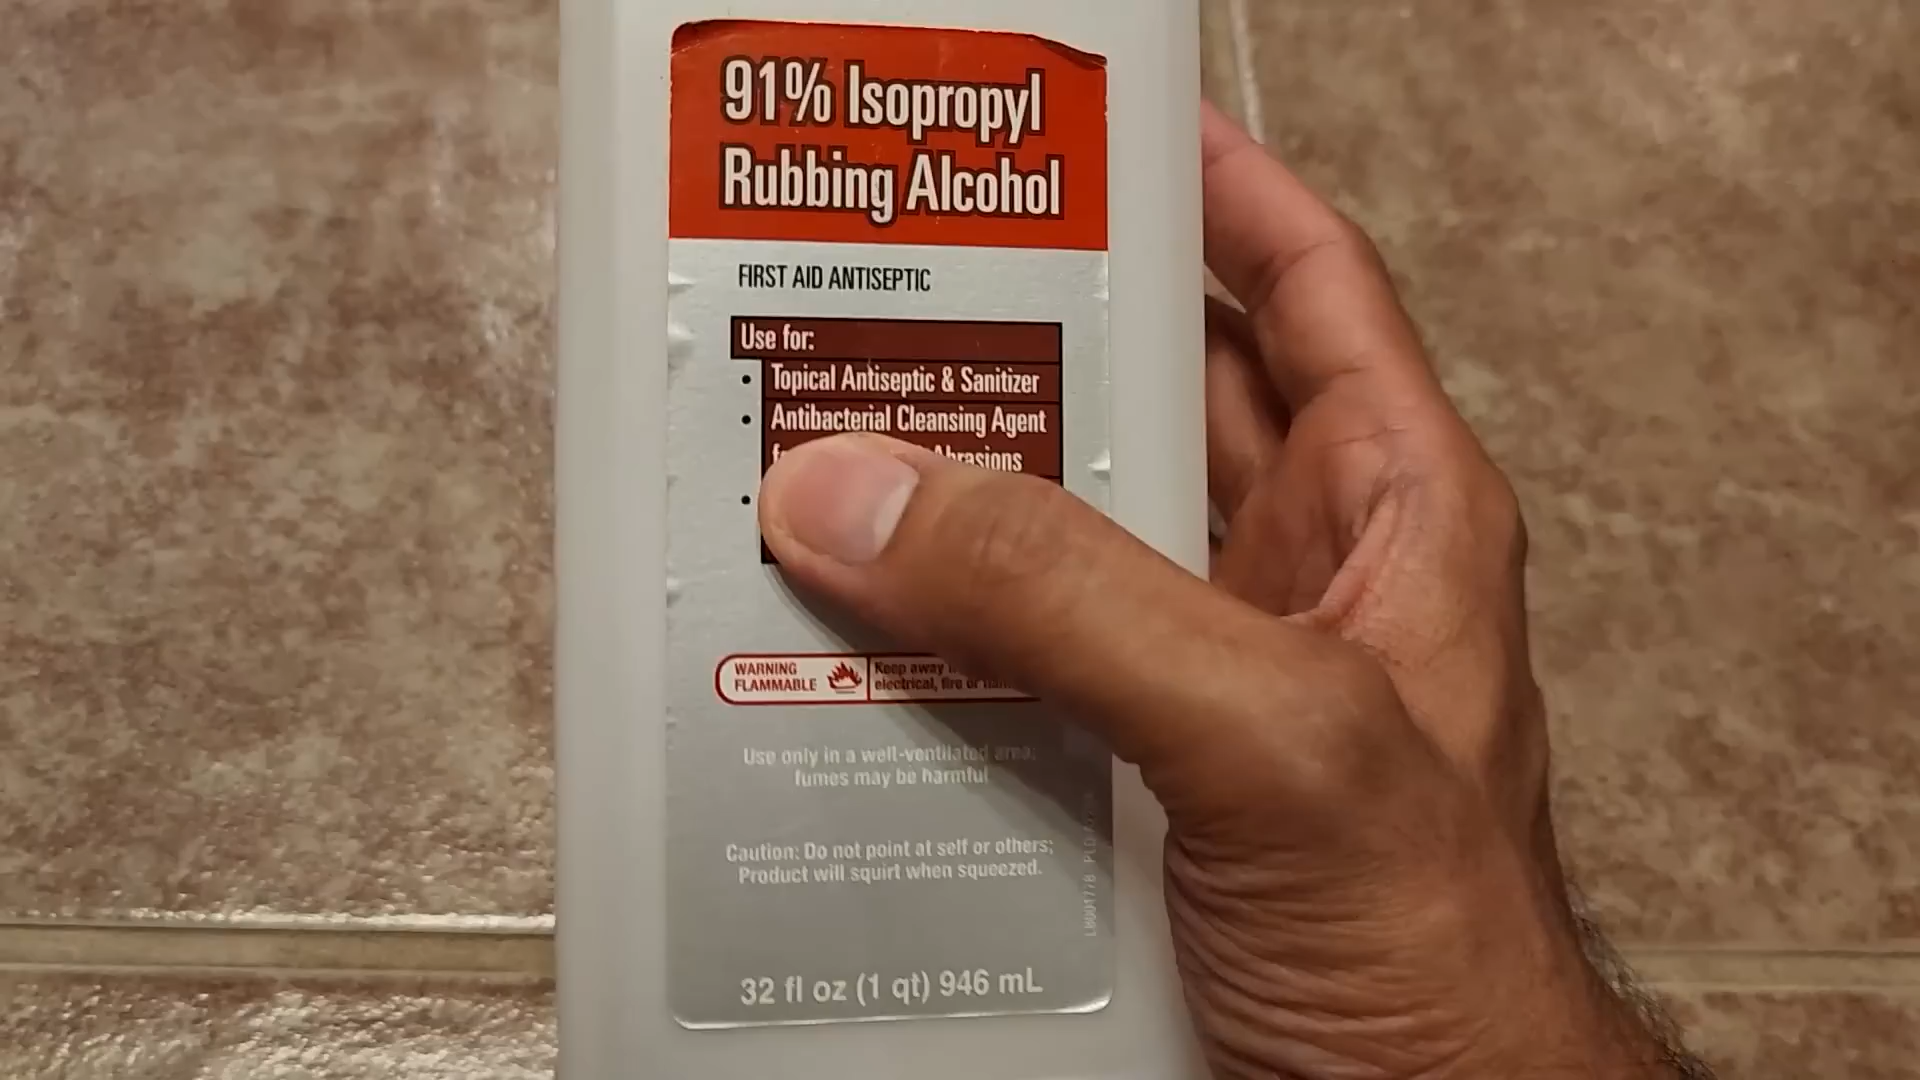 91% Isopropyl
Rubbing Alcohol
FIRST AID ANTISEPTIC
Use for:
• Topical Antiseptic & Sanitizer
• Antibacterial Cleansing Agent
Abrasions
•
WARNING
FLAMMABLE
Keep away
electrical, fire or
Use only in a well-ventilated area;
fumes may be harmful
Caution: Do not point at self or others;
Product will squirt when squeezed.
32 fl oz (1 qt) 946 mL